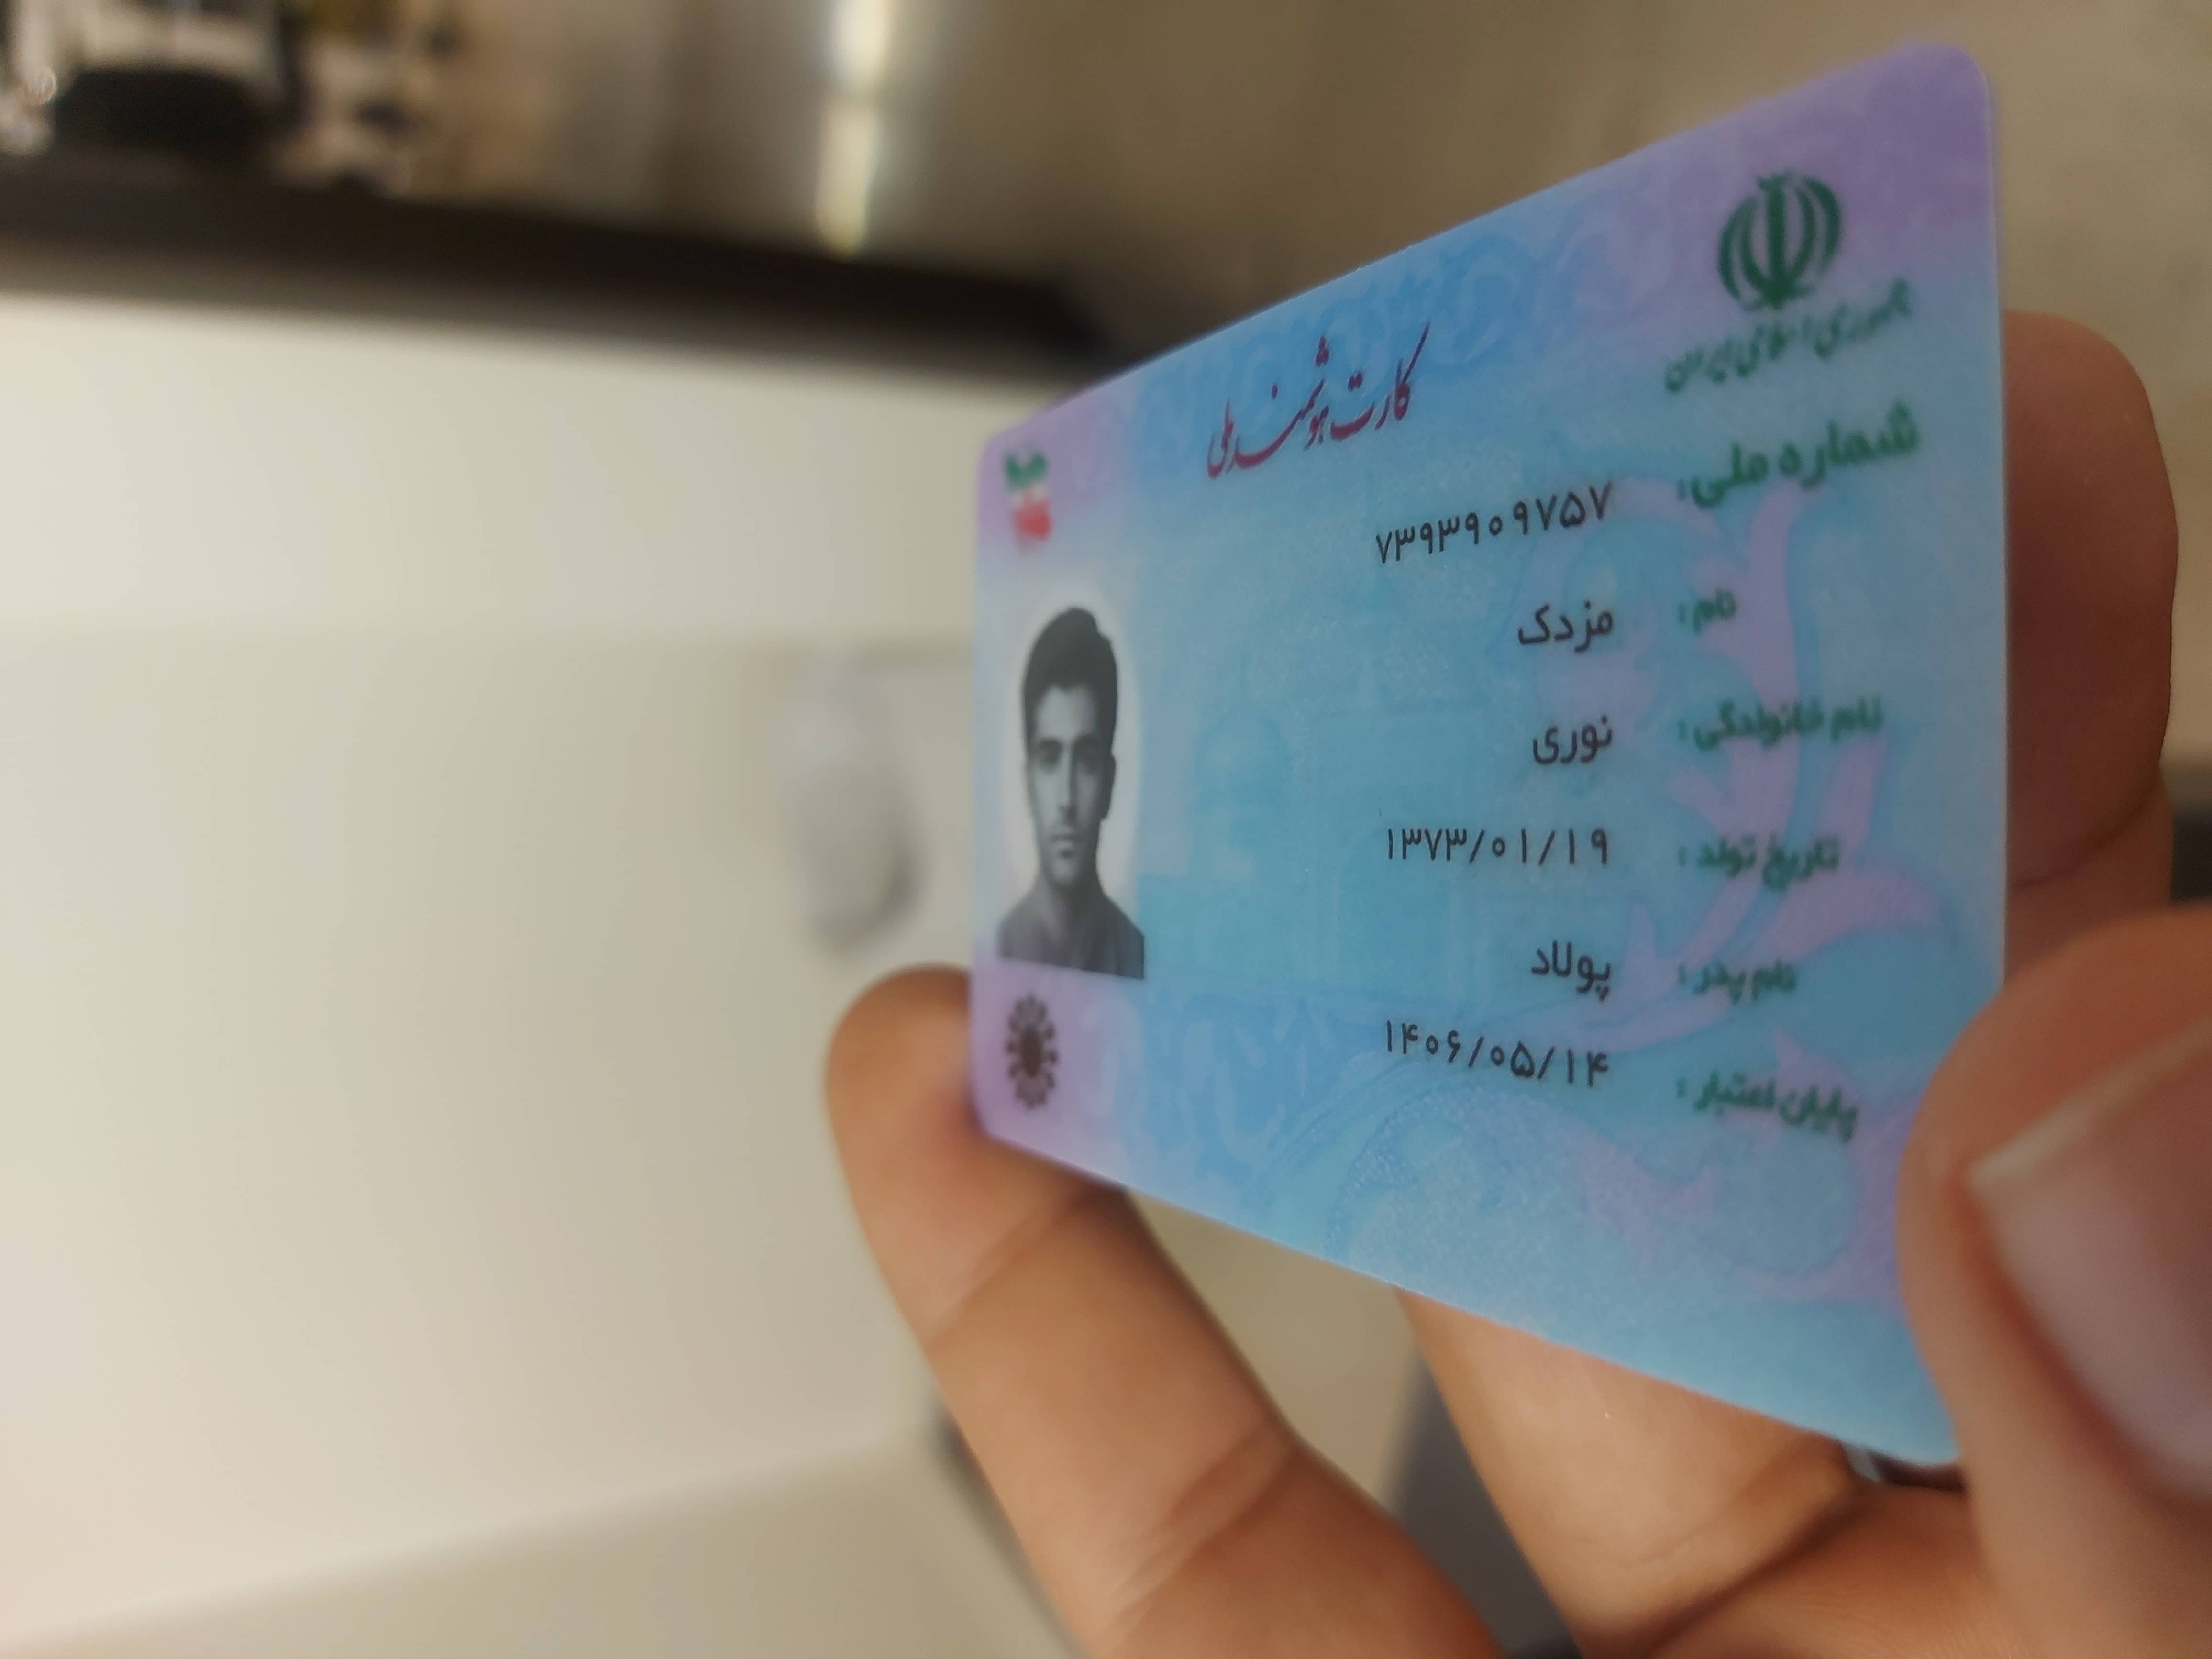 جمهوری اسلامی ایران
کارت هوشمند ملی
شماره ملی: ۷۳۹۳۹۰۹۷۵۷
نام: مزدک
نام خانوادگی: نوری
تاریخ تولد: ۱۳۷۳/۰۱/۱۹
نام پدر: پولاد
پایان اعتبار: ۱۴۰۶/۰۵/۱۴